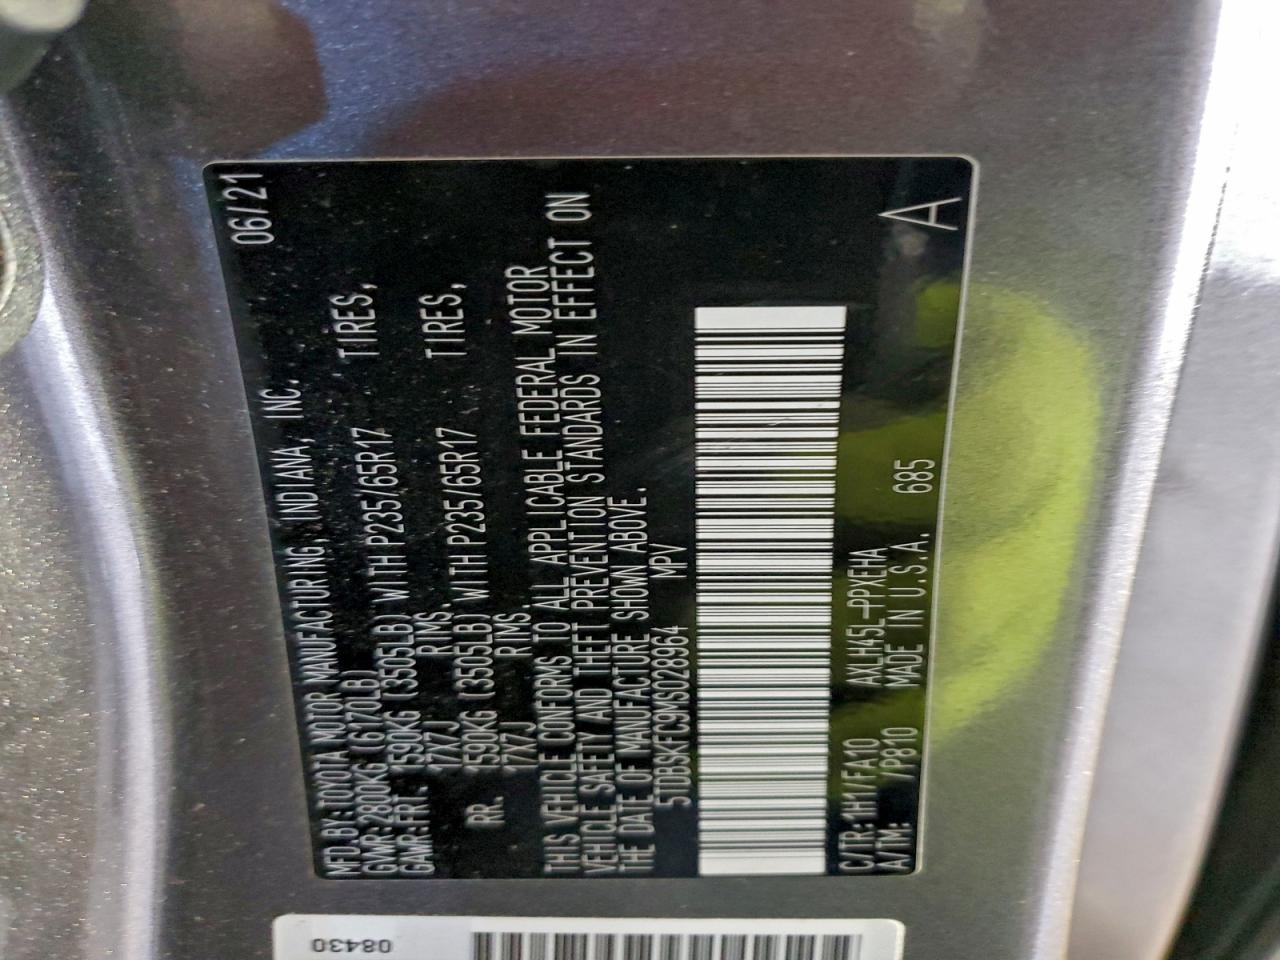 MFD.BY: TOYOTA MOTOR MANUFACTURING, INDIANA, INC. 06/21
GVWR: 2800KG (6170LB)
GAWR: FRT. 1590KG (3505LB) WITH P235/65R17 TIRES,
17X7J RIMS.
RR. 1590KG (3505LB) WITH P235/65R17 TIRES,
17X7J RIMS.
THIS VEHICLE CONFORMS TO ALL APPLICABLE FEDERAL MOTOR
VEHICLE SAFETY AND THEFT PREVENTION STANDARDS IN EFFECT ON
THE DATE OF MANUFACTURE SHOWN ABOVE.
5TDBSKFC9MS028964 MPV
C/TR: 1H1/FA10 AXLH45L-PPXEHA
A/TM: /P810 MADE IN U.S.A. 685
A
08430